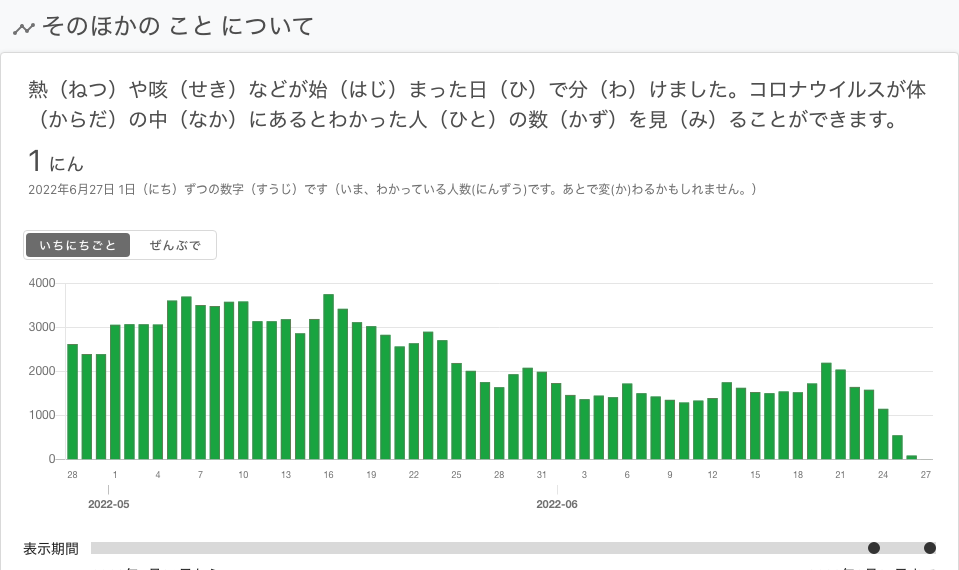 そのほかの こと について
熱（ねつ）や咳（せき）などが始（はじ）まった日（ひ）で分（わ）けました。コロナウイルスが体
（からだ）の中（なか）にあるとわかった人（ひと）の数（かず）を見（み）ることができます。
1 にん
2022年6月27日 1日（にち）ずつの数字（すうじ）です（いま、わかっている人数(にんずう)です。あとで変(か)わるかもしれません。）
いちにちごと ぜんぶで
4000
3000
2000
1000
0
28 1 4 7 10 13 16 19 22 25 28 31 3 6 9 12 15 18 21 24 27
2022-05 2022-06
表示期間